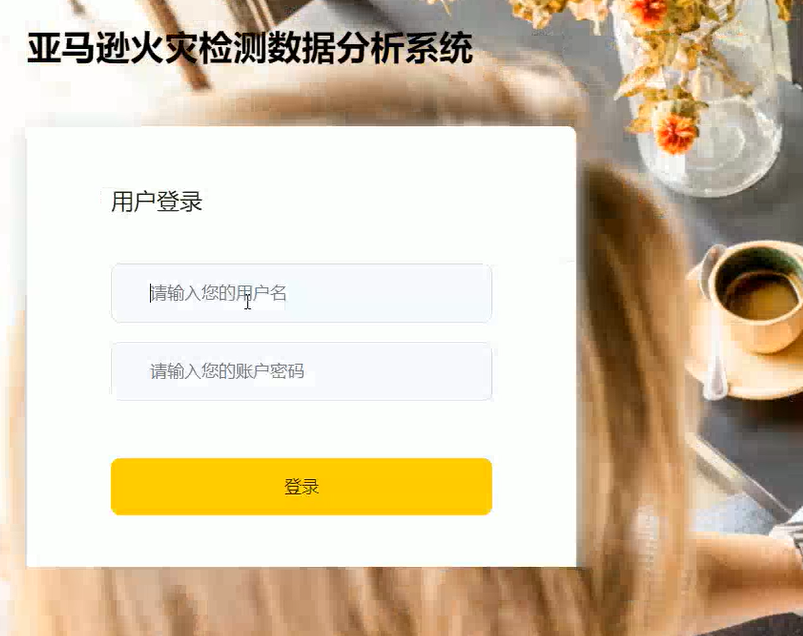 亚马逊火灾检测数据分析系统
用户登录
请输入您的用户名
请输入您的账户密码
登录